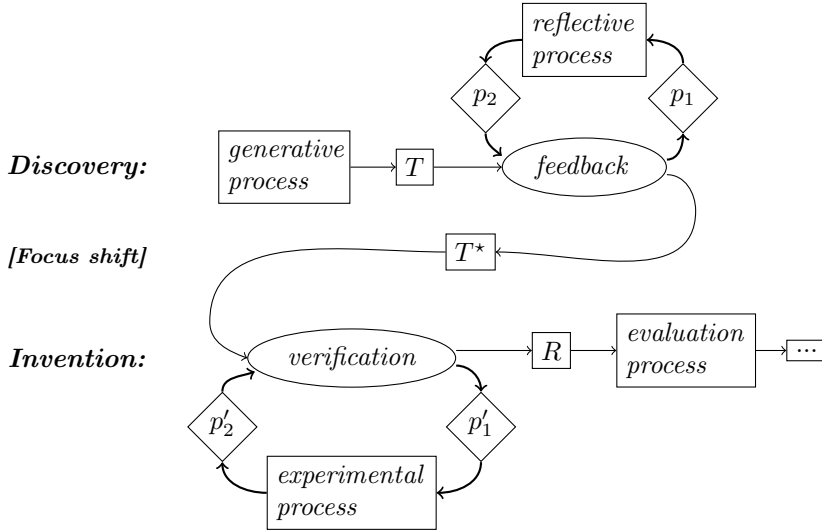 reflective
process
p₂
p₁
Discovery:
generative
process
T
feedback
[Focus shift]
T⋆
Invention:
verification
R
evaluation
process
...
p′₂
p′₁
experimental
process